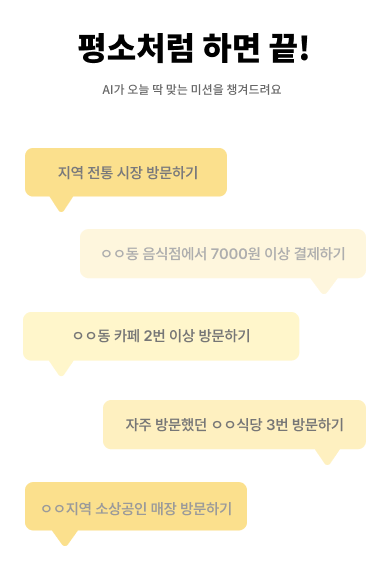 평소처럼 하면 끝!
AI가 오늘 딱 맞는 미션을 챙겨드려요
지역 전통 시장 방문하기
ㅇㅇ동 음식점에서 7000원 이상 결제하기
ㅇㅇ동 카페 2번 이상 방문하기
자주 방문했던 ㅇㅇ식당 3번 방문하기
ㅇㅇ지역 소상공인 매장 방문하기